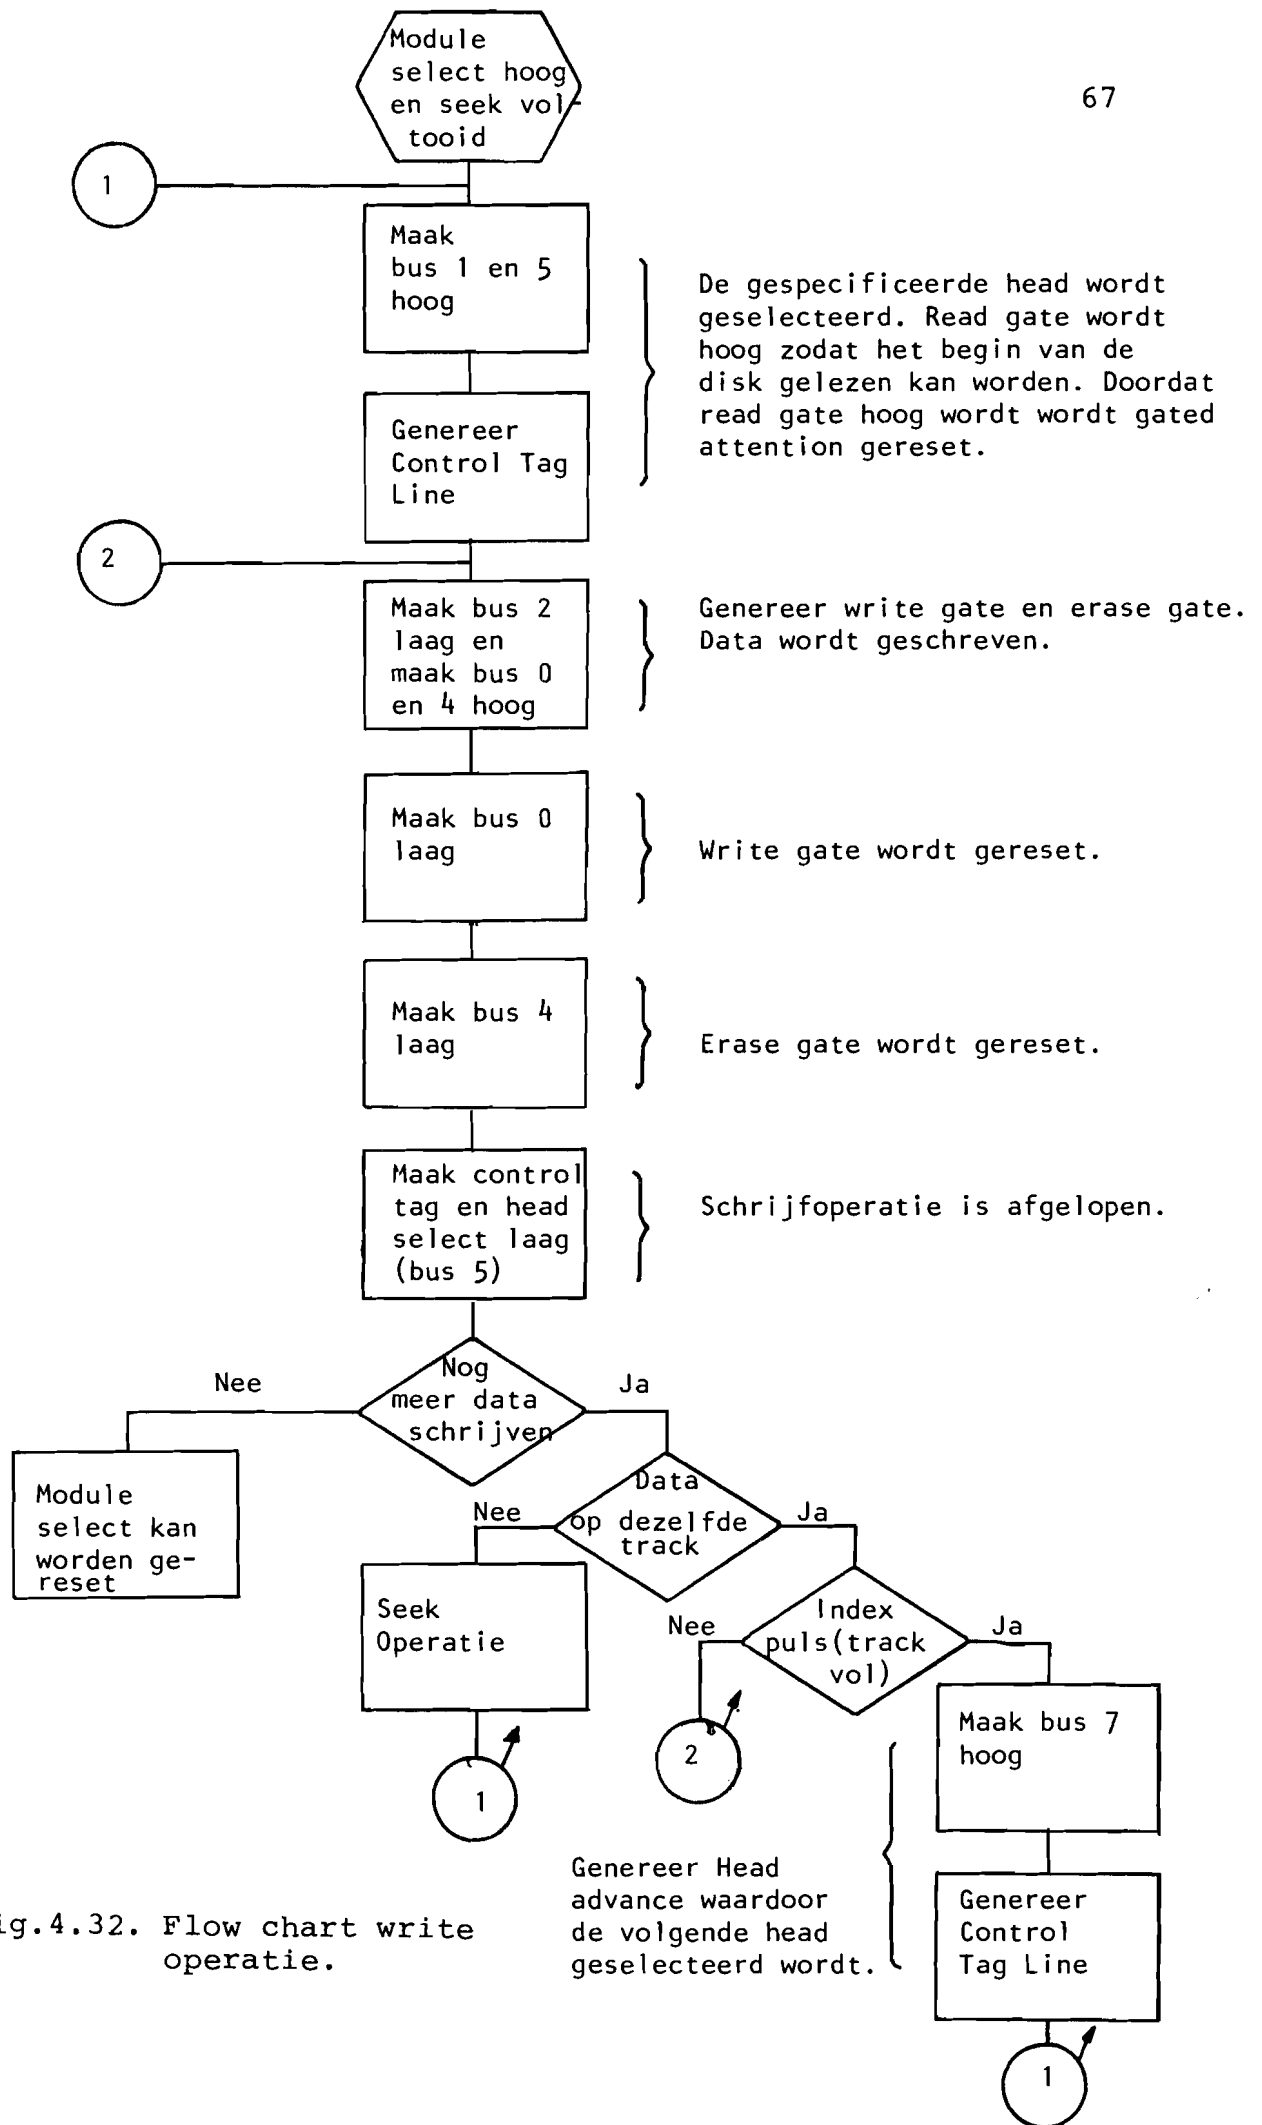 Module
select hoog
en seek vol-
tooid
67
1
Maak
bus 1 en 5
hoog
De gespecificeerde head wordt
geselecteerd. Read gate wordt
hoog zodat het begin van de
disk gelezen kan worden. Doordat
read gate hoog wordt wordt gated
attention gereset.
Genereer
Control Tag
Line
2
Maak bus 2
laag en
maak bus 0
en 4 hoog
Genereer write gate en erase gate.
Data wordt geschreven.
Maak bus 0
laag
Write gate wordt gereset.
Maak bus 4
laag
Erase gate wordt gereset.
Maak control
tag en head
select laag
(bus 5)
Schrijfoperatie is afgelopen.
Nog
meer data
schrijven
Nee
Ja
Module
select kan
worden ge-
reset
Data
op dezelfde
track
Nee
Ja
Seek
Operatie
1
Index
puls(track
vol)
Nee
Ja
2
Maak bus 7
hoog
Genereer Head
advance waardoor
de volgende head
geselecteerd wordt.
Genereer
Control
Tag Line
1
ig.4.32. Flow chart write
operatie.